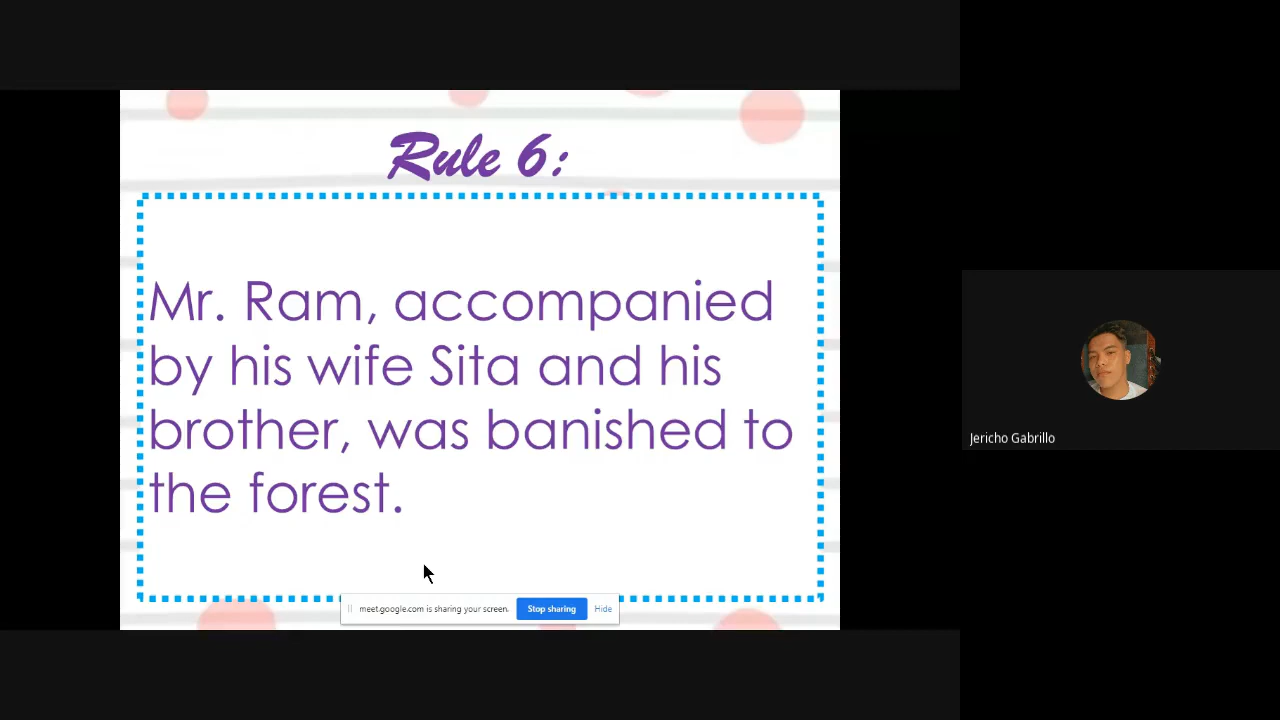 Rule 6:
Mr. Ram, accompanied
by his wife Sita and his
brother, was banished to
the forest.
meet.google.com is sharing your screen. Stop sharing Hide
Jericho Gabrillo